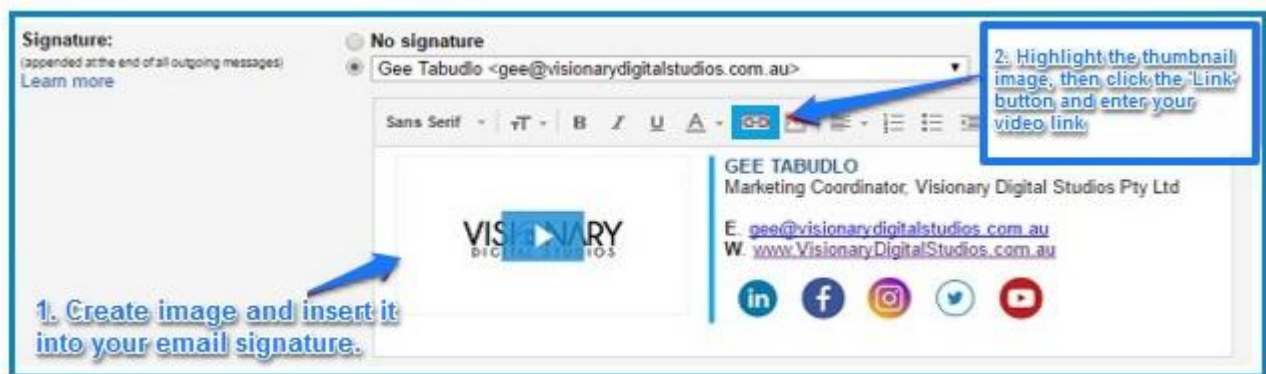 Signature:
(appended at the end of all outgoing messages)
Learn more
No signature
Gee Tabudlo <gee@visionarydigitalstudios.com.au>
2. Highlight the thumbnail
image, then click the 'Link'
button and enter your
video link
Sans Serif
GEE TABUDLO
Marketing Coordinator, Visionary Digital Studios Pty Ltd
E. gee@visionarydigitalstudios.com.au
W. www.VisionaryDigitalStudios.com.au
1. Create image and insert it
into your email signature.